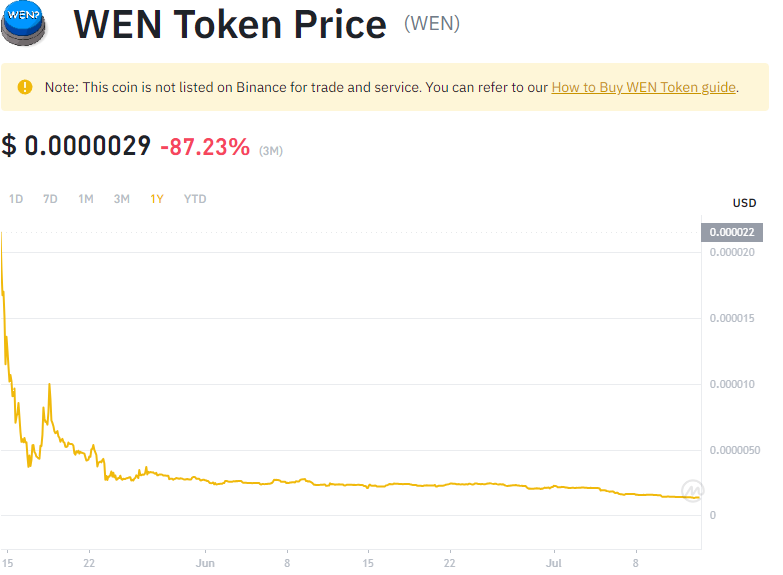 WEN?
WEN Token Price (WEN)
Note: This coin is not listed on Binance for trade and service. You can refer to our How to Buy WEN Token guide.
$ 0.0000029 -87.23% (3M)
1D 7D 1M 3M 1Y YTD
USD
0.000022
0.000020
0.000015
0.000010
0.0000050
0
15 22 Jun 8 15 22 Jul 8